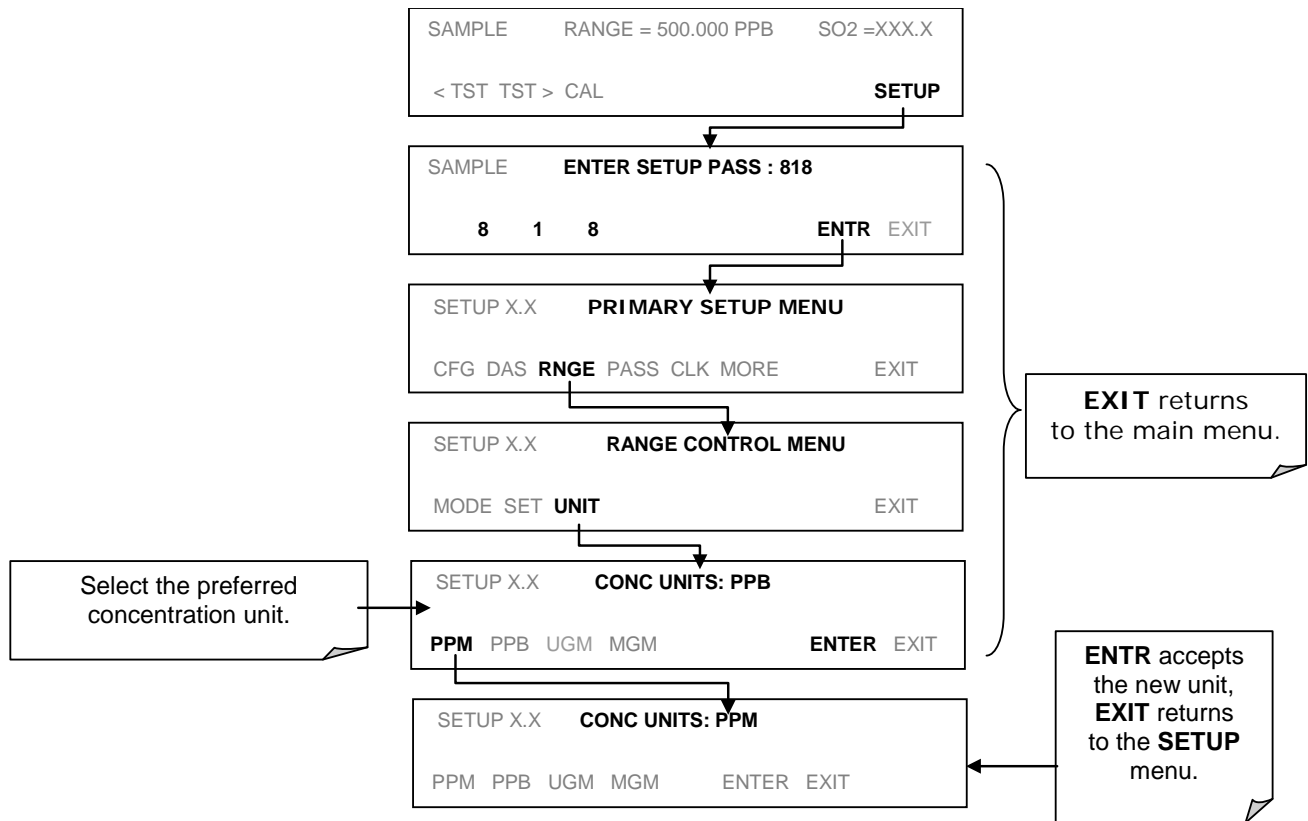 SAMPLE RANGE = 500.000 PPB SO2 =XXX.X
< TST TST > CAL SETUP
SAMPLE ENTER SETUP PASS : 818
8 1 8 ENTR EXIT
SETUP X.X PRIMARY SETUP MENU
CFG DAS RNGE PASS CLK MORE EXIT
EXIT returns
to the main menu.
SETUP X.X RANGE CONTROL MENU
MODE SET UNIT EXIT
Select the preferred
concentration unit.
SETUP X.X CONC UNITS: PPB
PPM PPB UGM MGM ENTER EXIT
SETUP X.X CONC UNITS: PPM
PPM PPB UGM MGM ENTER EXIT
ENTR accepts
the new unit,
EXIT returns
to the SETUP
menu.